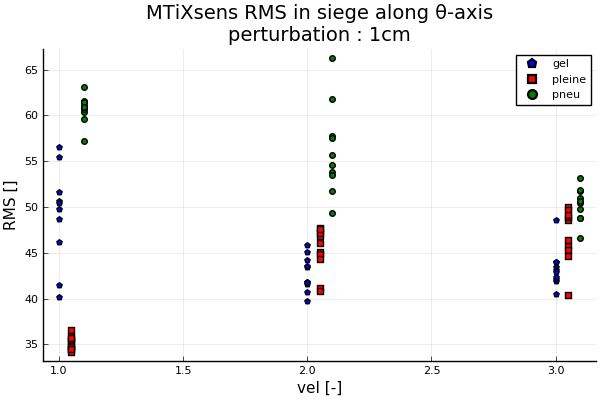 MTiXsens RMS in siege along θ-axis
perturbation : 1cm
gel
pleine
pneu
RMS []
65
60
55
50
45
40
35
1.0
1.5
2.0
2.5
3.0
vel [-]